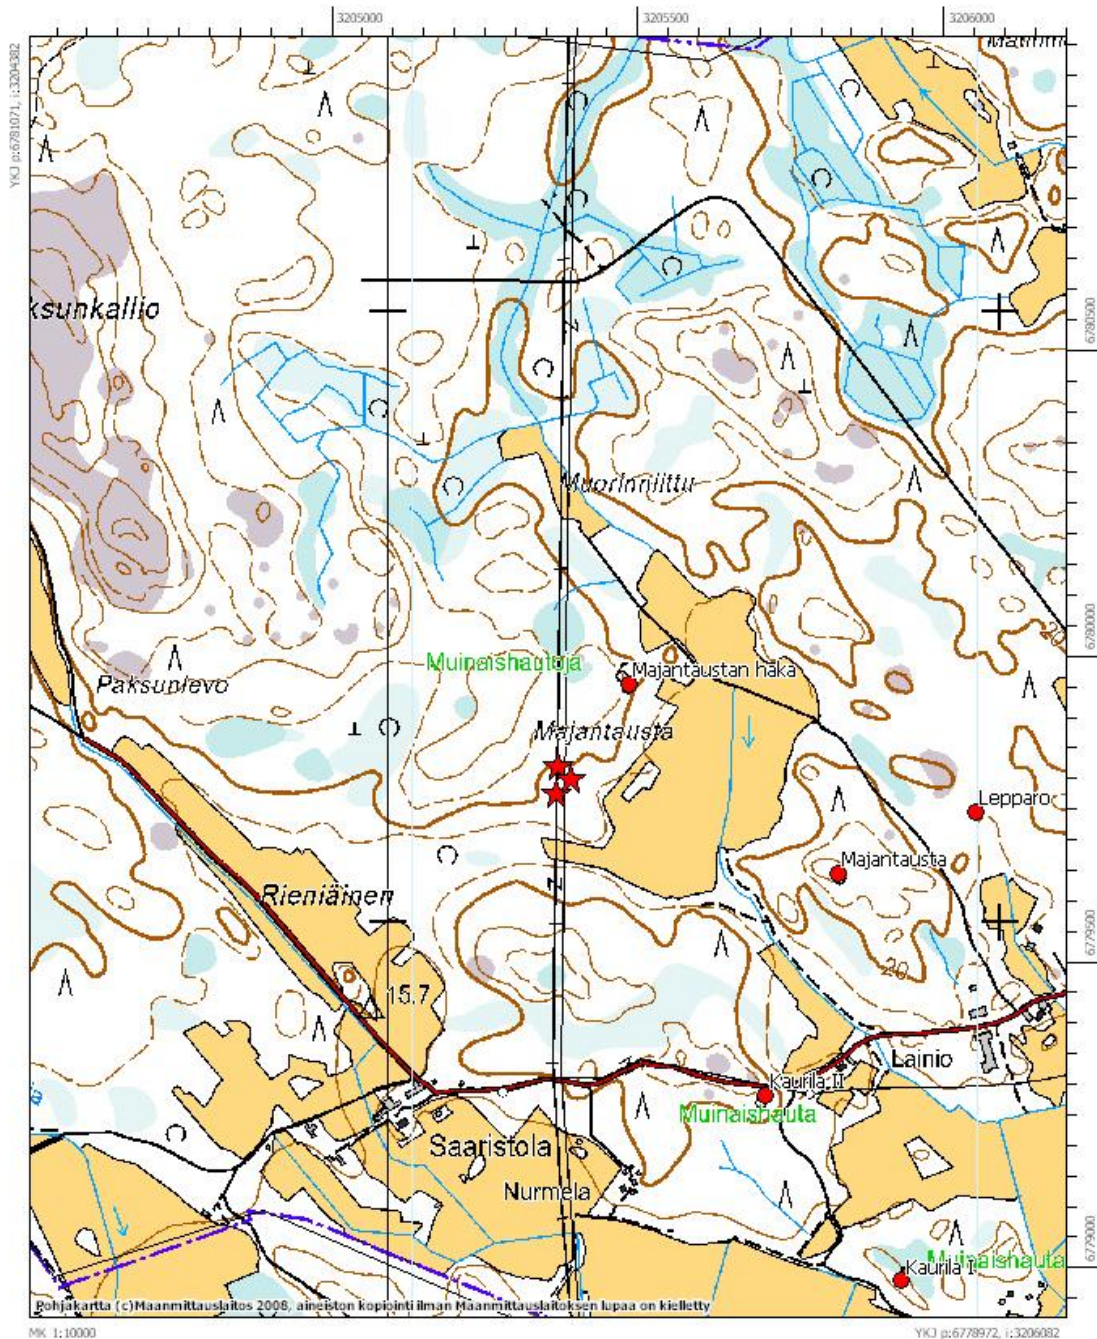 3205000
3205500
3206000
YKJ p:6781071, i:3204382
ksunkallio
6780500
Muorinniittu
6780000
20
Muinaishautoja
Majantaustan haka
Paksunlevo
Majantausta
Lepparo
Majantausta
Rieniäinen
6779500
20
15.7
Lainio
Kaurila II
Muinaishauta
Saaristola
Nurmela
6779000
Muinaishauta
Kaurila I
Pohjakartta (c)Maanmittauslaitos 2008, aineiston kopiointi ilman Maanmittauslaitoksen lupaa on kielletty
MK 1:10000
YKJ p:6778972, i:3206082